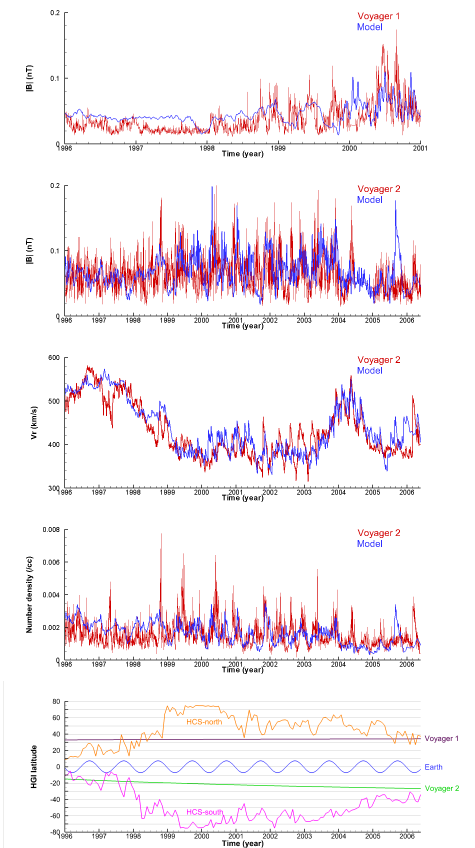 Voyager 1
Model
|B| (nT)
0.2
0.1
0
1996 1997 1998 1999 2000 2001
Time (year)
Voyager 2
Model
|B| (nT)
0.2
0.1
0
1996 1997 1998 1999 2000 2001 2002 2003 2004 2005 2006
Time (year)
Voyager 2
Model
Vr (km/s)
600
500
400
300
1996 1997 1998 1999 2000 2001 2002 2003 2004 2005 2006
Time (year)
Voyager 2
Model
Number density (/cc)
0.008
0.006
0.004
0.002
0
1996 1997 1998 1999 2000 2001 2002 2003 2004 2005 2006
Time (year)
HGI latitude
80
60
40
20
0
-20
-40
-60
-80
HCS-north
Voyager 1
Earth
Voyager 2
HCS-south
1996 1997 1998 1999 2000 2001 2002 2003 2004 2005 2006
Time (year)